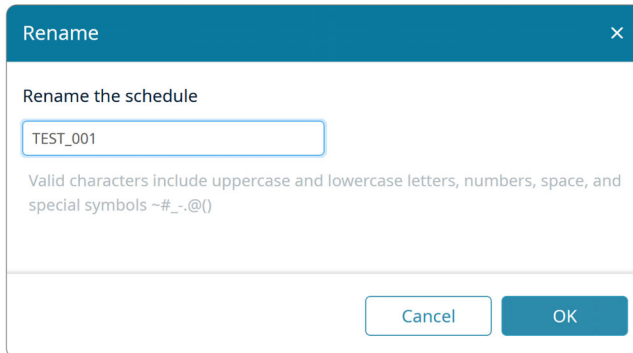 Rename
Rename the schedule
TEST_001
Valid characters include uppercase and lowercase letters, numbers, space, and
special symbols ~#_-.@()
Cancel
OK